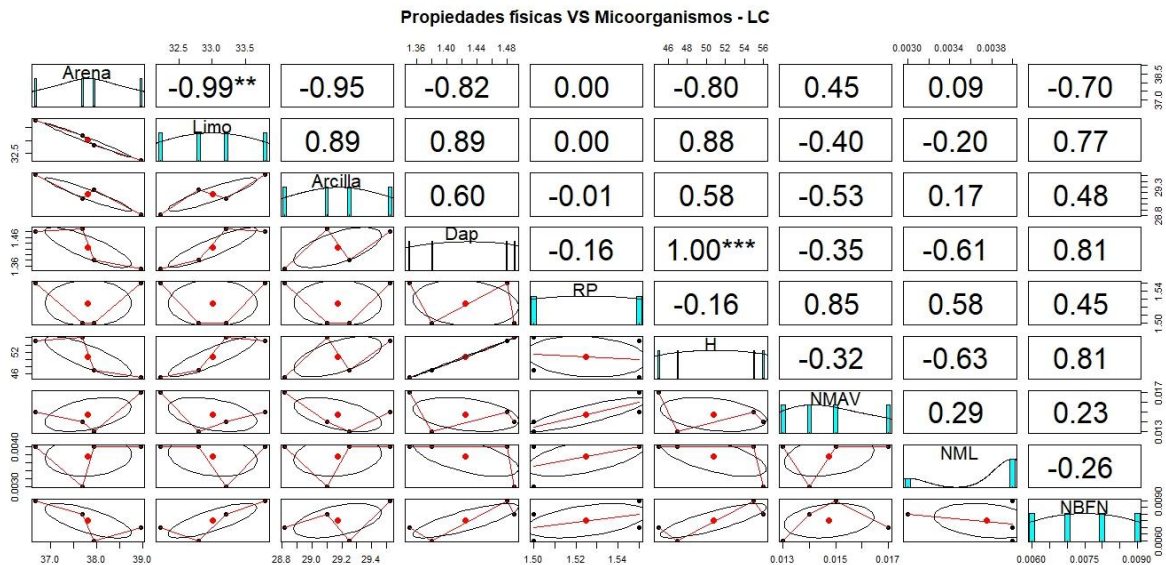 Propiedades físicas VS Micoorganismos - LC
32.5 33.0 33.5
1.36 1.40 1.44 1.48
46 48 50 52 54 56
0.0030 0.0034 0.0038
Arena -0.99** -0.95 -0.82 0.00 -0.80 0.45 0.09 -0.70
37.0 38.5
32.5
Limo 0.89 0.89 0.00 0.88 -0.40 -0.20 0.77
Arcilla 0.60 -0.01 0.58 -0.53 0.17 0.48
28.8 29.3
1.36 1.46
Dap -0.16 1.00*** -0.35 -0.61 0.81
RP -0.16 0.85 0.58 0.45
1.50 1.54
46 52
H -0.32 -0.63 0.81
NMAV 0.29 0.23
0.013 0.017
0.0030 0.0040
NML -0.26
NBFN
0.0060 0.0090
37.0 38.0 39.0
28.8 29.0 29.2 29.4
1.50 1.52 1.54
0.013 0.015 0.017
0.0060 0.0070 0.0080 0.0090